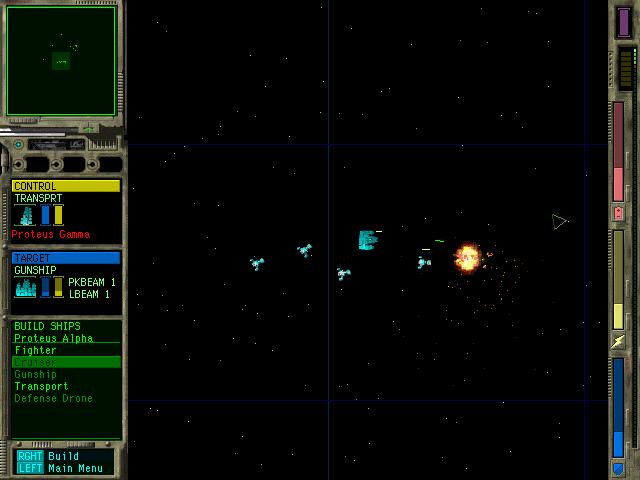 CONTROL
TRANSPRT
Proteus Gamma
TARGET
GUNSHIP
PKBEAM 1
LBEAM 1
BUILD SHIPS
Proteus Alpha
Fighter
Cruiser
Gunship
Transport
Defense Drone
RGHT Build
LEFT Main Menu